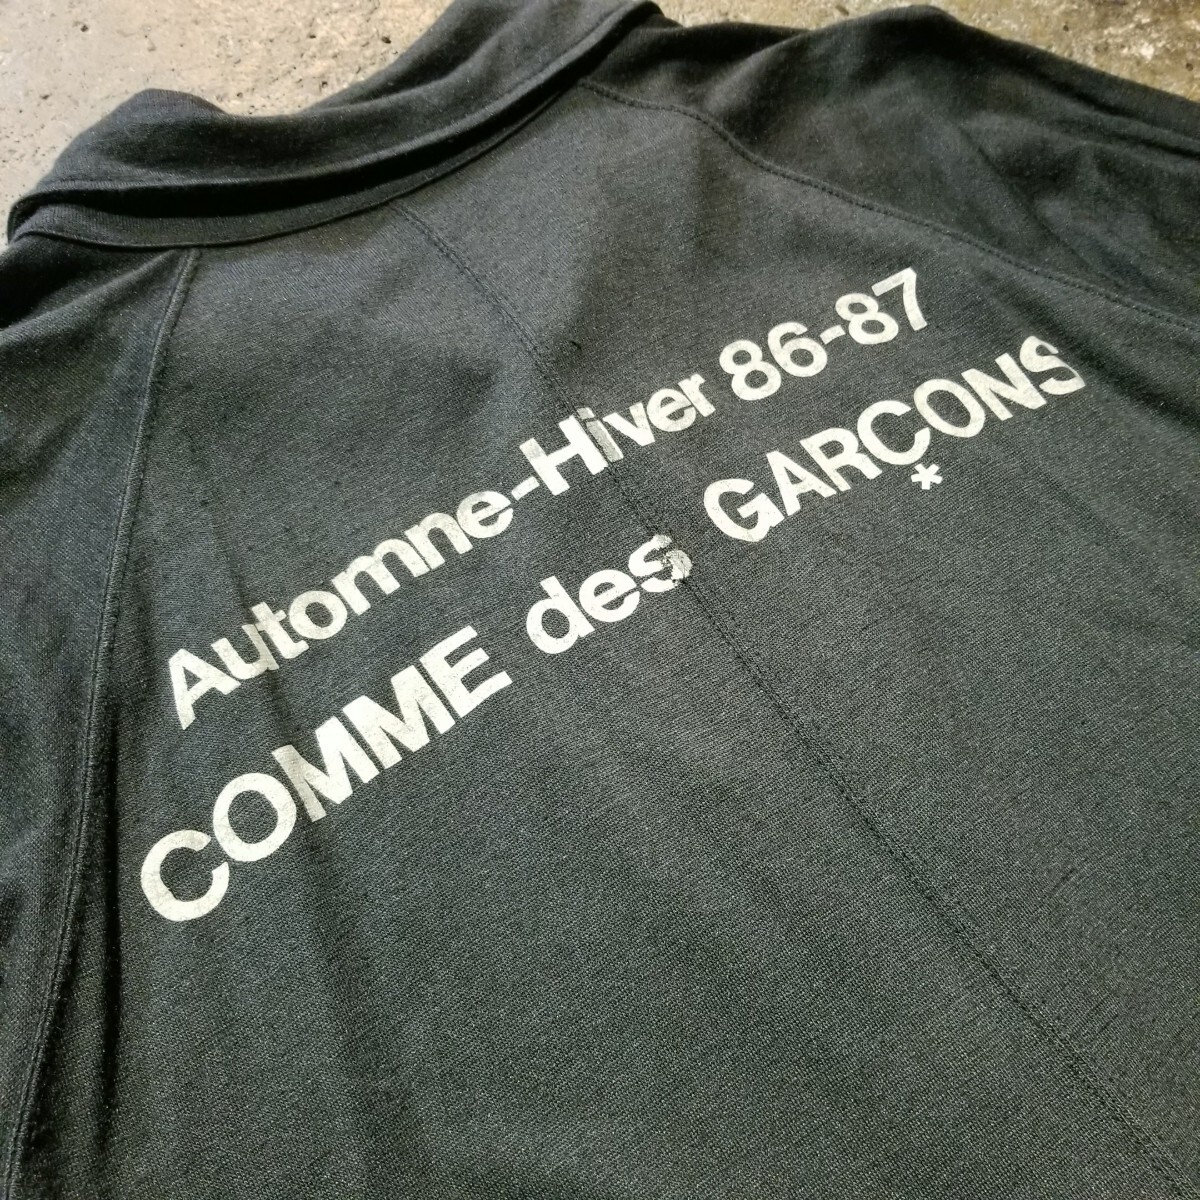 Automne-Hiver 86-87
COMME des GARÇONS
*